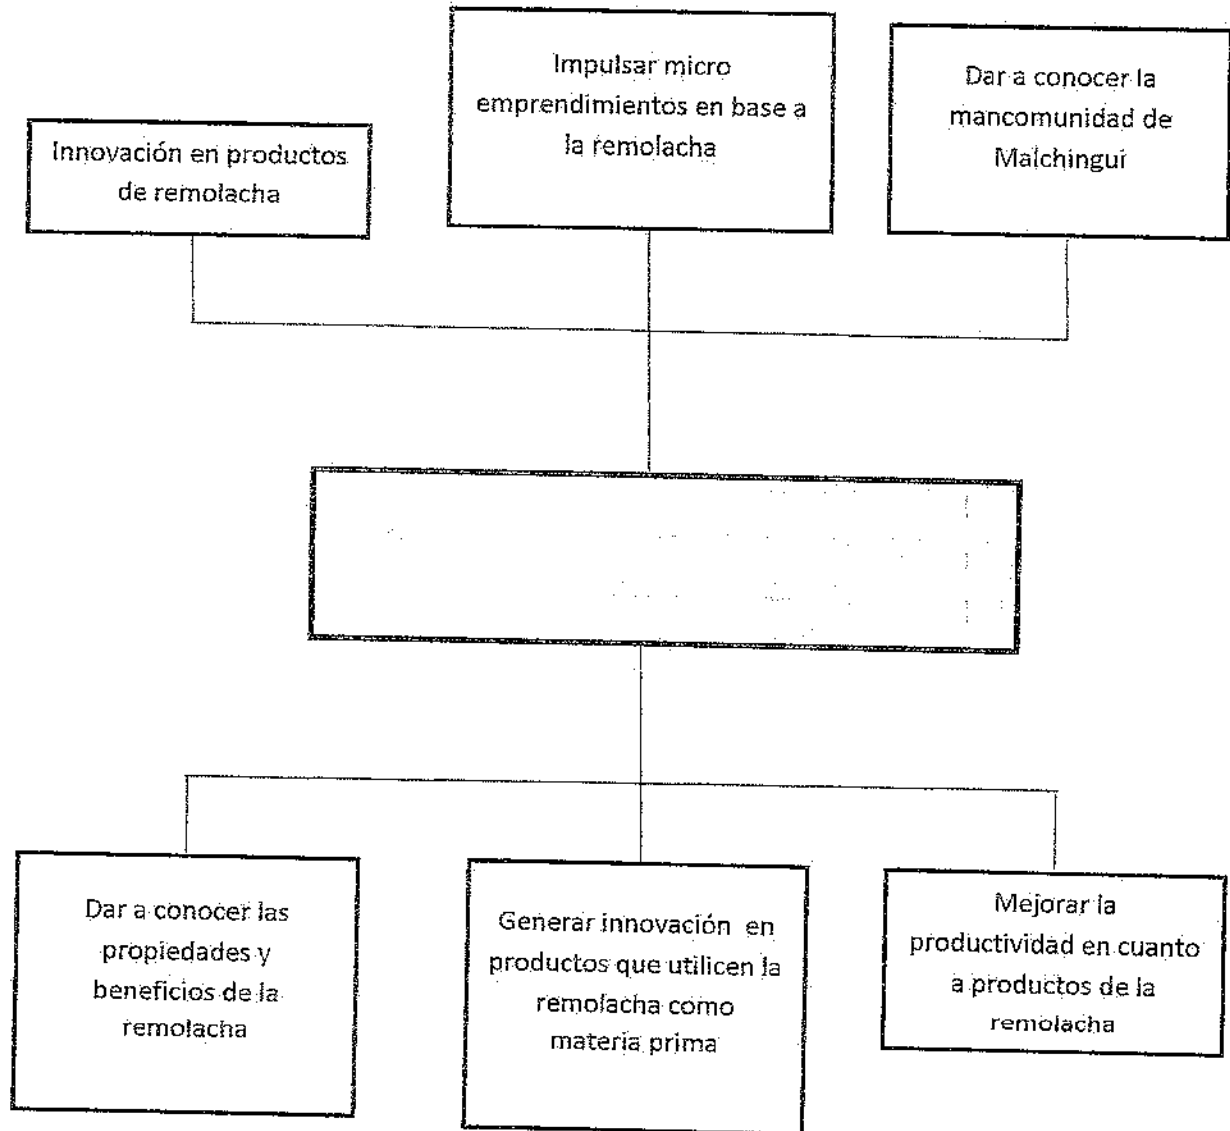 Innovación en productos
de remolacha
Impulsar micro
emprendimientos en base a
la remolacha
Dar a conocer la
mancomunidad de
Malchinguí
Dar a conocer las
propiedades y
beneficios de la
remolacha
Generar innovación en
productos que utilicen la
remolacha como
materia prima
Mejorar la
productividad en cuanto
a productos de la
remolacha